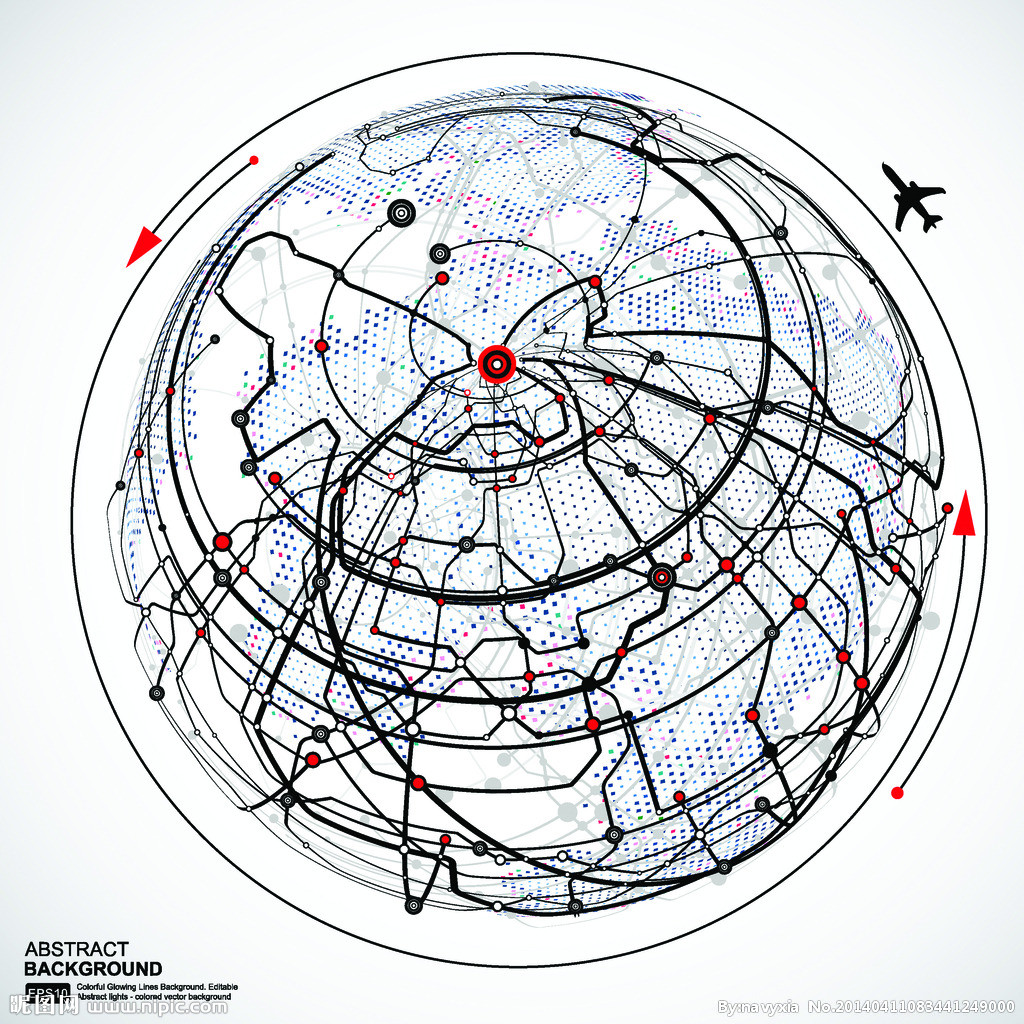 ABSTRACT
BACKGROUND
EPS10
Colorful Glowing Lines Background. Editable
Abstract lights - colored vector background
昵图网 www.nipic.com
By:navyxia No.20140411083441249000